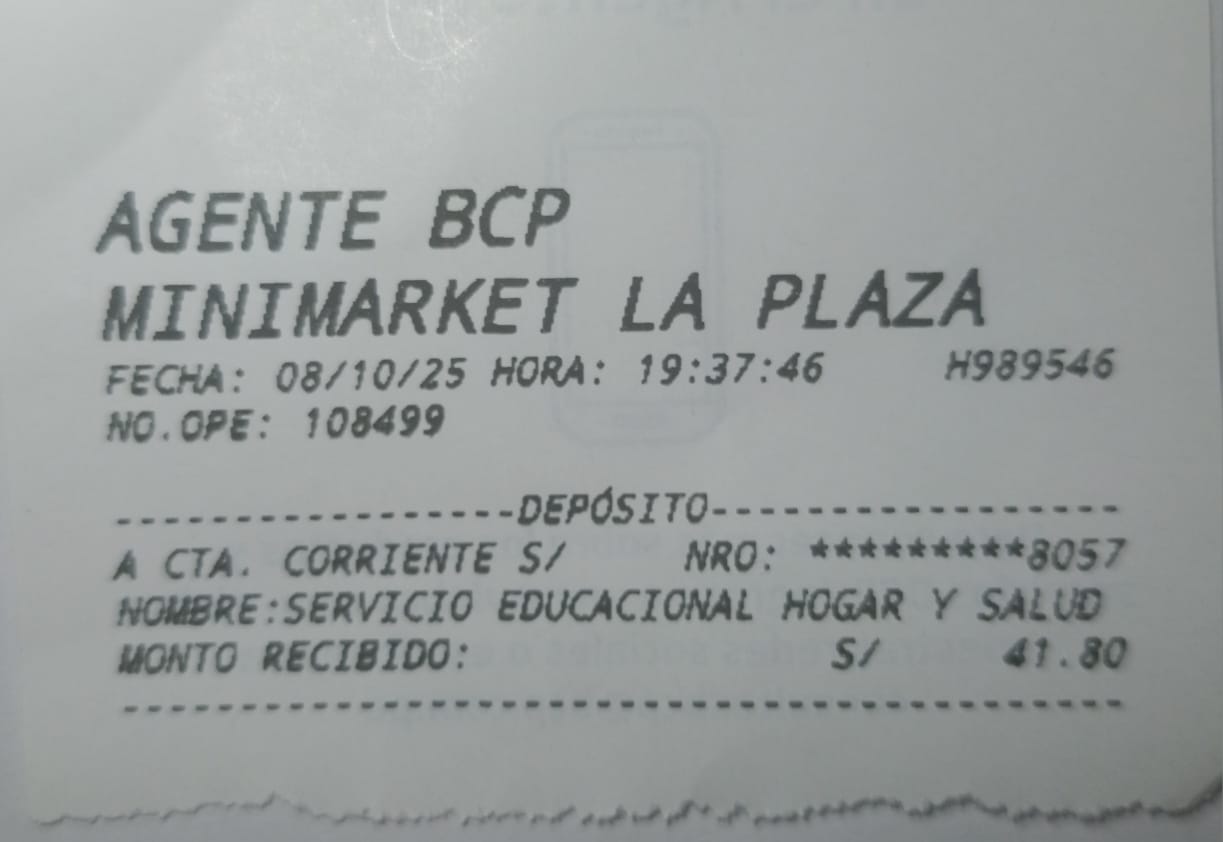 AGENTE BCP
MINIMARKET LA PLAZA
FECHA: 08/10/25 HORA: 19:37:46 H989546
NO.OPE: 108499
-----------------DEPÓSITO-----------------
A CTA. CORRIENTE S/ NRO: *********8057
NOMBRE:SERVICIO EDUCACIONAL HOGAR Y SALUD
MONTO RECIBIDO: S/ 41.80
------------------------------------------